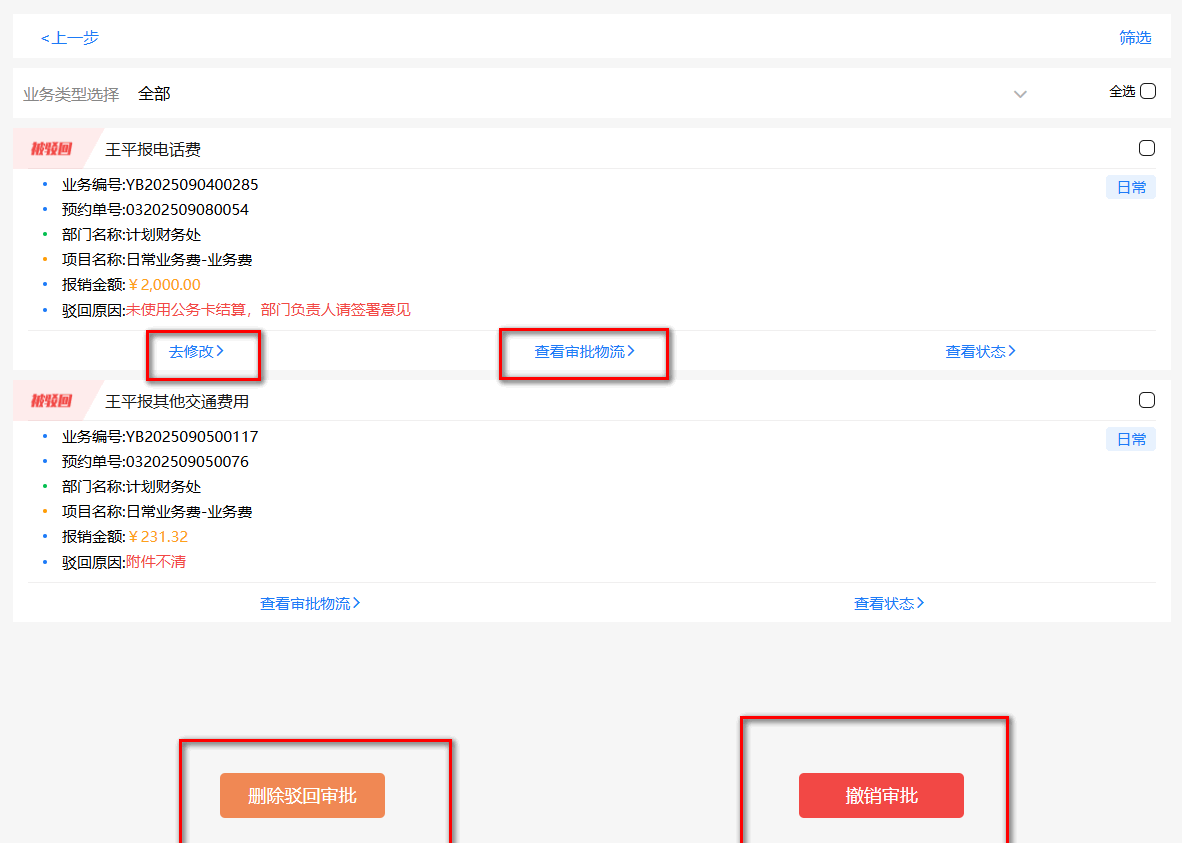 <上一步 筛选
业务类型选择 全部 全选
被驳回 王平报电话费
业务编号:YB2025090400285 日常
预约单号:03202509080054
部门名称:计划财务处
项目名称:日常业务费-业务费
报销金额:￥2,000.00
驳回原因:未使用公务卡结算，部门负责人请签署意见
去修改> 查看审批物流> 查看状态>
被驳回 王平报其他交通费用
业务编号:YB2025090500117 日常
预约单号:03202509050076
部门名称:计划财务处
项目名称:日常业务费-业务费
报销金额:￥231.32
驳回原因:附件不清
查看审批物流> 查看状态>
删除驳回审批 撤销审批